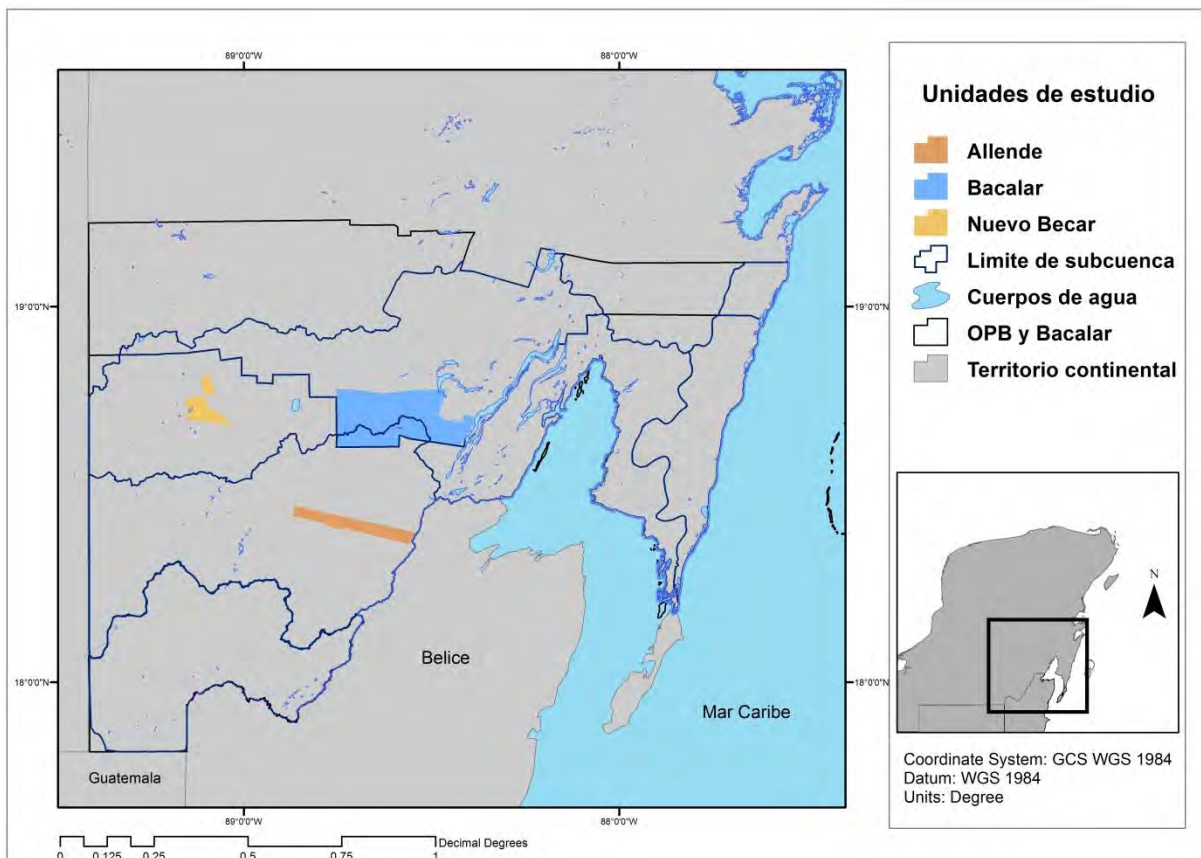 89°0'0"W
88°0'0"W
19°0'0"N
19°0'0"N
18°0'0"N
18°0'0"N
Belice
Mar Caribe
Guatemala
89°0'0"W
88°0'0"W
0 0.125 0.25 0.5 0.75 1
Decimal Degrees
Unidades de estudio
Allende
Bacalar
Nuevo Becar
Limite de subcuenca
Cuerpos de agua
OPB y Bacalar
Territorio continental
N
Coordinate System: GCS WGS 1984
Datum: WGS 1984
Units: Degree